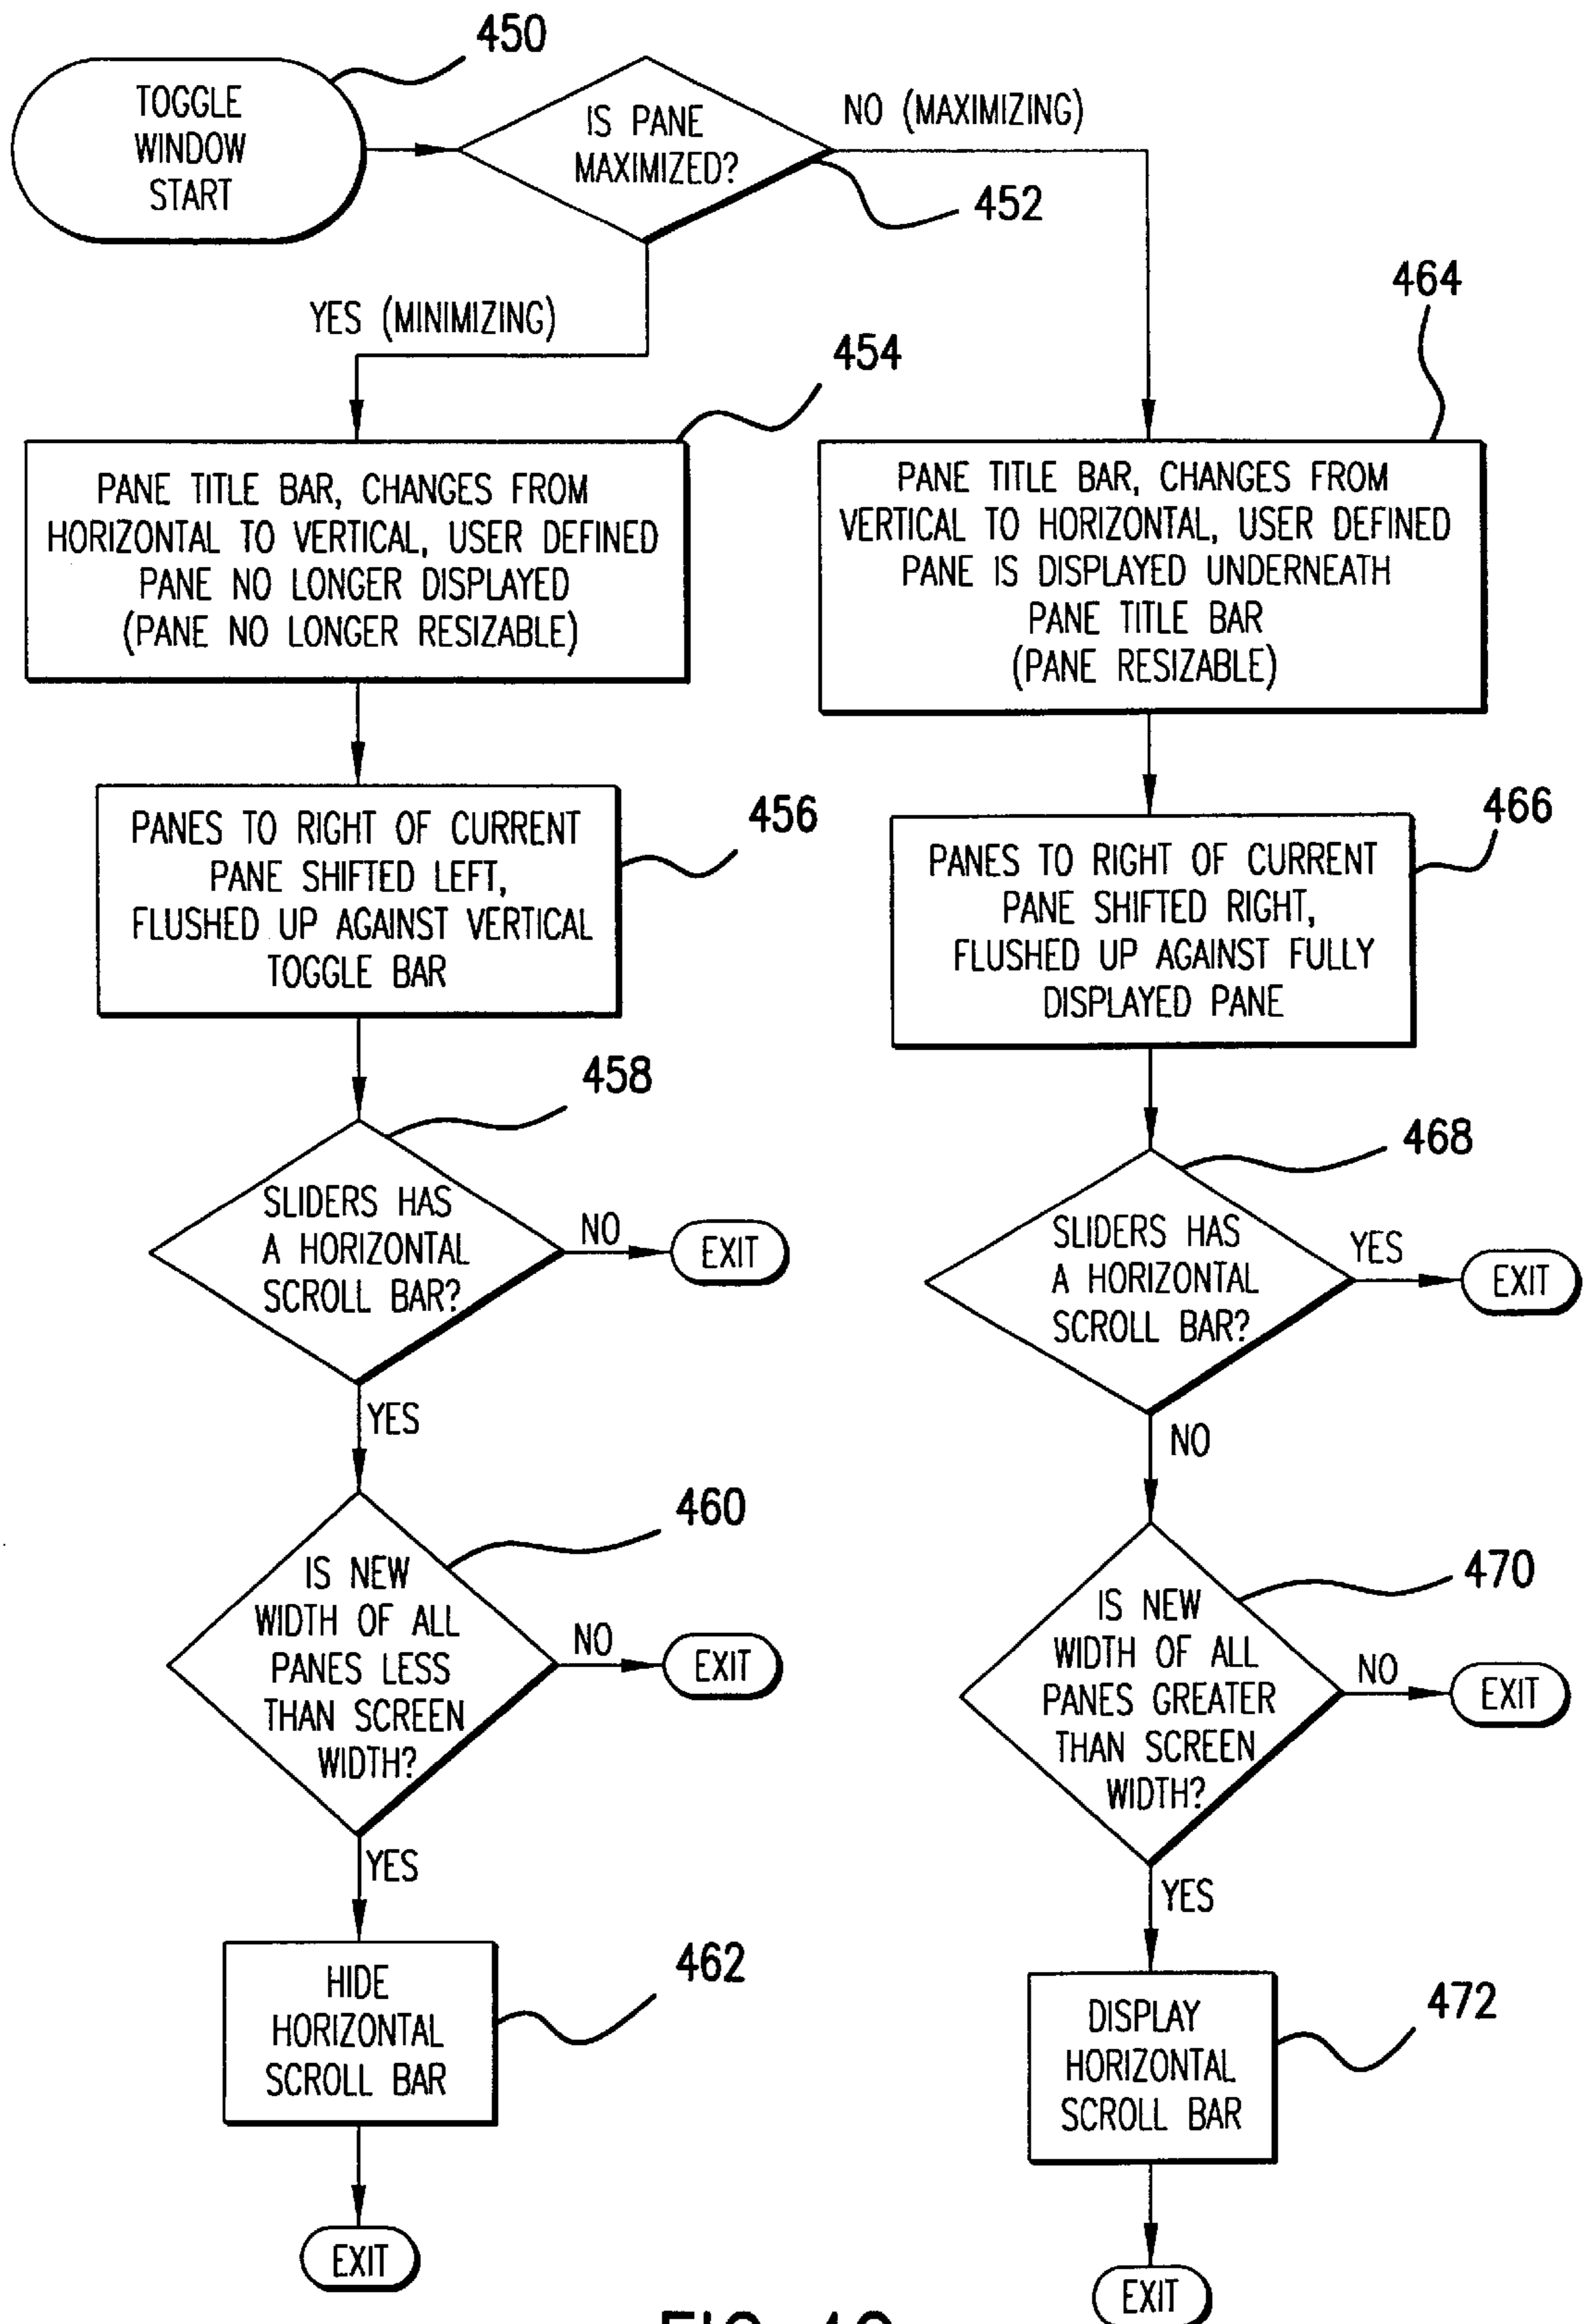 450
TOGGLE
WINDOW
START
IS PANE
MAXIMIZED?
NO (MAXIMIZING)
452
YES (MINIMIZING)
454
464
PANE TITLE BAR, CHANGES FROM
HORIZONTAL TO VERTICAL, USER DEFINED
PANE NO LONGER DISPLAYED
(PANE NO LONGER RESIZABLE)
PANE TITLE BAR, CHANGES FROM
VERTICAL TO HORIZONTAL, USER DEFINED
PANE IS DISPLAYED UNDERNEATH
PANE TITLE BAR
(PANE RESIZABLE)
PANES TO RIGHT OF CURRENT
PANE SHIFTED LEFT,
FLUSHED UP AGAINST VERTICAL
TOGGLE BAR
456
PANES TO RIGHT OF CURRENT
PANE SHIFTED RIGHT,
FLUSHED UP AGAINST FULLY
DISPLAYED PANE
466
458
SLIDERS HAS
A HORIZONTAL
SCROLL BAR?
NO
EXIT
YES
468
SLIDERS HAS
A HORIZONTAL
SCROLL BAR?
YES
EXIT
NO
460
IS NEW
WIDTH OF ALL
PANES LESS
THAN SCREEN
WIDTH?
NO
EXIT
YES
470
IS NEW
WIDTH OF ALL
PANES GREATER
THAN SCREEN
WIDTH?
NO
EXIT
YES
HIDE
HORIZONTAL
SCROLL BAR
462
EXIT
DISPLAY
HORIZONTAL
SCROLL BAR
472
EXIT